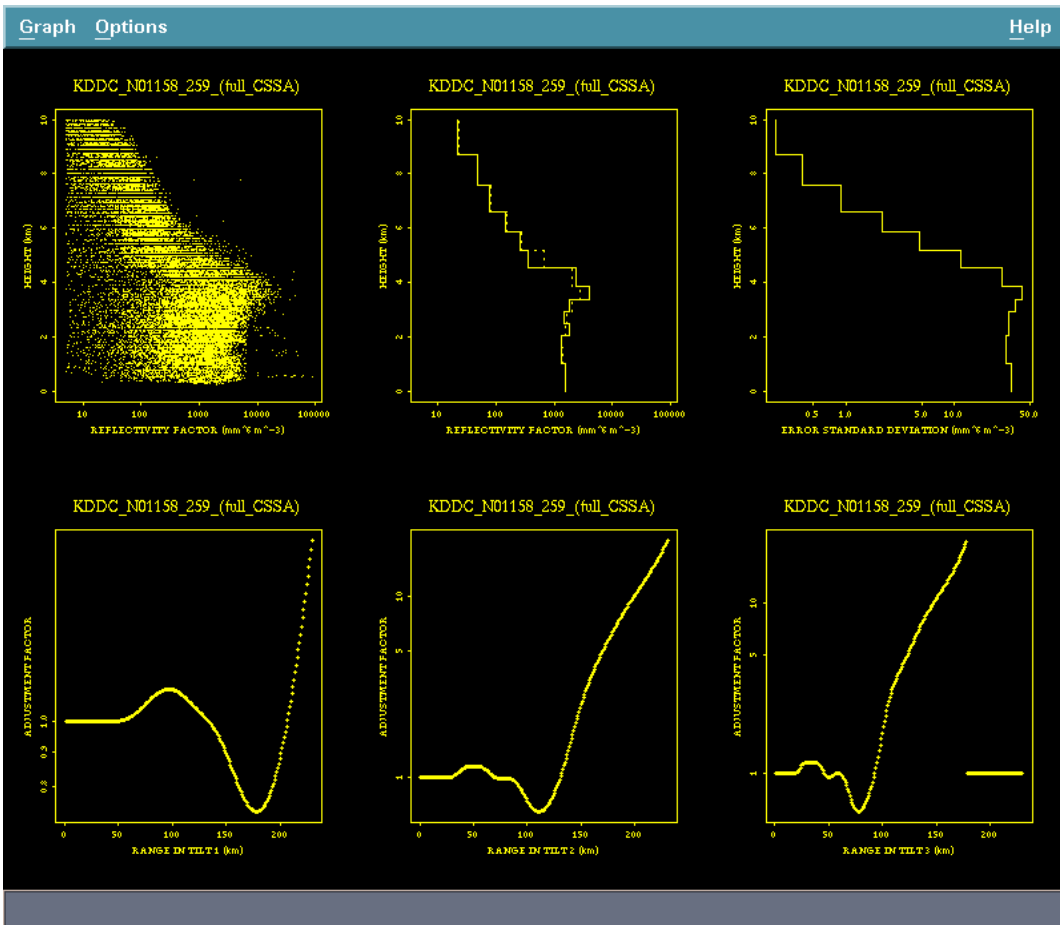 Graph Options Help
KDDC_N01158_259_(full_CSSA) KDDC_N01158_259_(full_CSSA) KDDC_N01158_259_(full_CSSA)
HEIGHT (km) HEIGHT (km) HEIGHT (km)
10 10 10
8 8 8
6 6 6
4 4 4
2 2 2
0 0 0
10 100 1000 10000 100000 10 100 1000 10000 100000 0.5 1.0 5.0 10.0 50.0
REFLECTIVITY FACTOR (mm^6 m^-3) REFLECTIVITY FACTOR (mm^6 m^-3) ERROR STANDARD DEVIATION (mm^6 m^-3)
KDDC_N01158_259_(full_CSSA) KDDC_N01158_259_(full_CSSA) KDDC_N01158_259_(full_CSSA)
ADJUSTMENT FACTOR ADJUSTMENT FACTOR ADJUSTMENT FACTOR
1.0 10 10
0.9 5 5
0.8 1 1
0 50 100 150 200 0 50 100 150 200 0 50 100 150 200
RANGE IN TILT 1 (km) RANGE IN TILT 2 (km) RANGE IN TILT 3 (km)